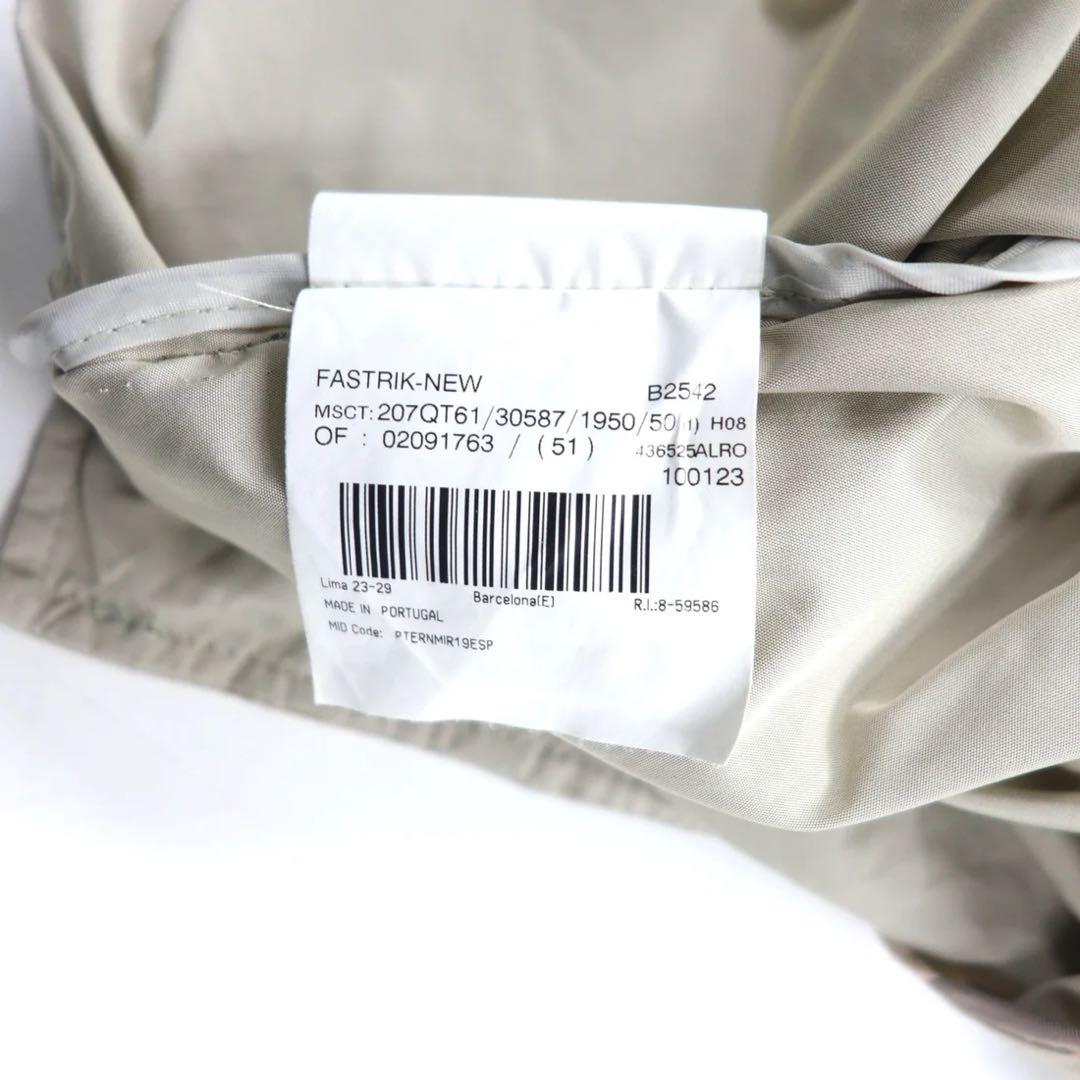 FASTRIK-NEW B2542
MSCT: 207QT61/30587/1950/50 (1) H08
OF : 02091763 / (51) 436525ALRO
100123
Lima 23-29 Barcelona(E) R.I.:8-59586
MADE IN PORTUGAL
MID Code: PTERNMIR19ESP